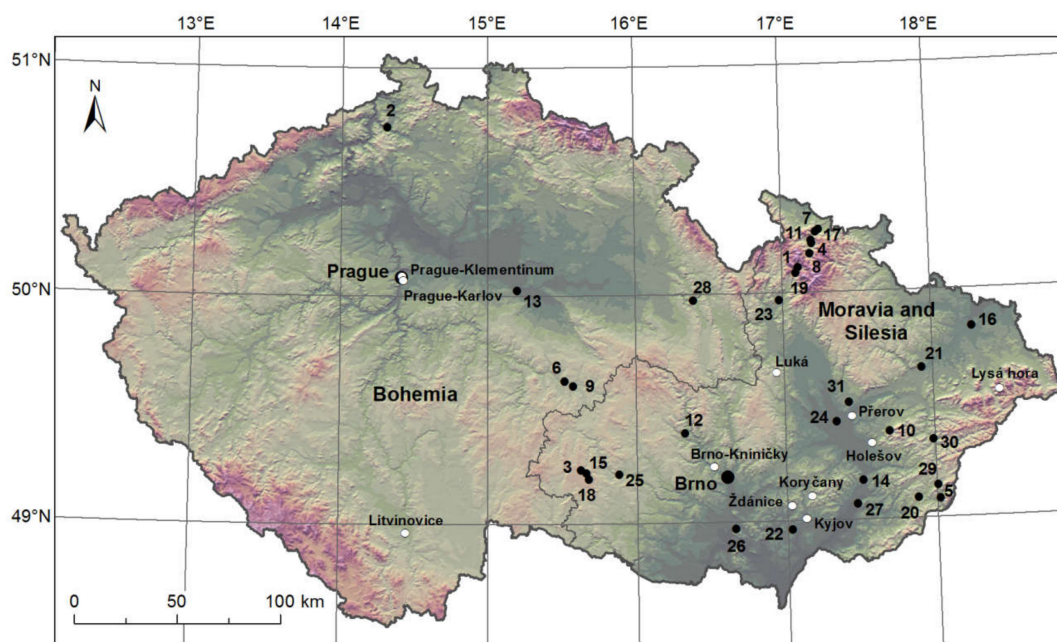 13°E 14°E 15°E 16°E 17°E 18°E
51°N
N
2
7
11 17
4
1 8
19
Prague Prague-Klementinum
Prague-Karlov
50°N
13
28
23
Moravia and
Silesia
16
21
Luká
Lysá hora
6 9
Bohemia
31
24 Přerov
12
10
30
Holešov
Brno-Kníničky
3 15
18
25
Brno
Koryčany
14
29
5
Ždánice
20
49°N
Litvínovice
27
Kyjov
26
22
0 50 100 km